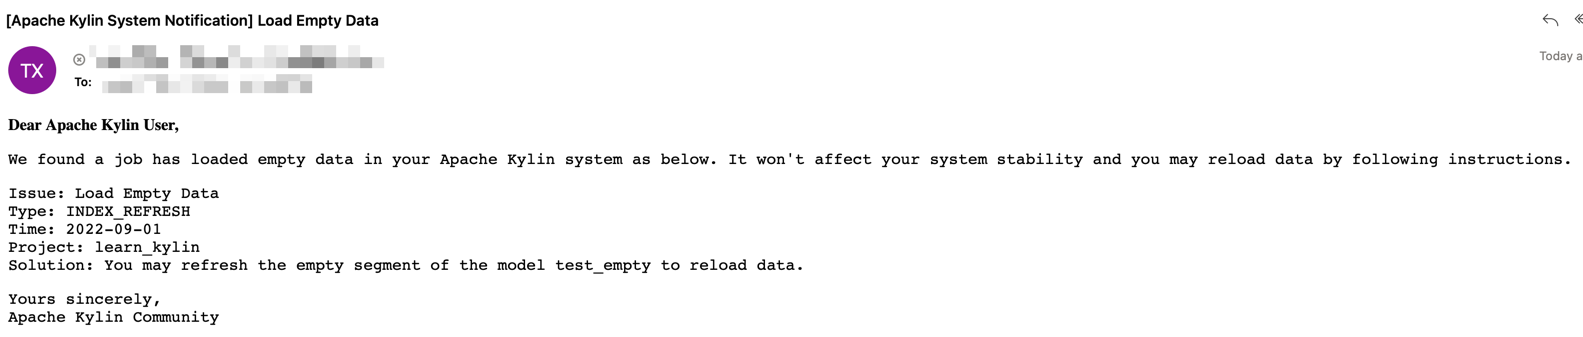 [Apache Kylin System Notification] Load Empty Data
TX
To:
Today a
Dear Apache Kylin User,
We found a job has loaded empty data in your Apache Kylin system as below. It won't affect your system stability and you may reload data by following instructions.
Issue: Load Empty Data
Type: INDEX_REFRESH
Time: 2022-09-01
Project: learn_kylin
Solution: You may refresh the empty segment of the model test_empty to reload data.
Yours sincerely,
Apache Kylin Community